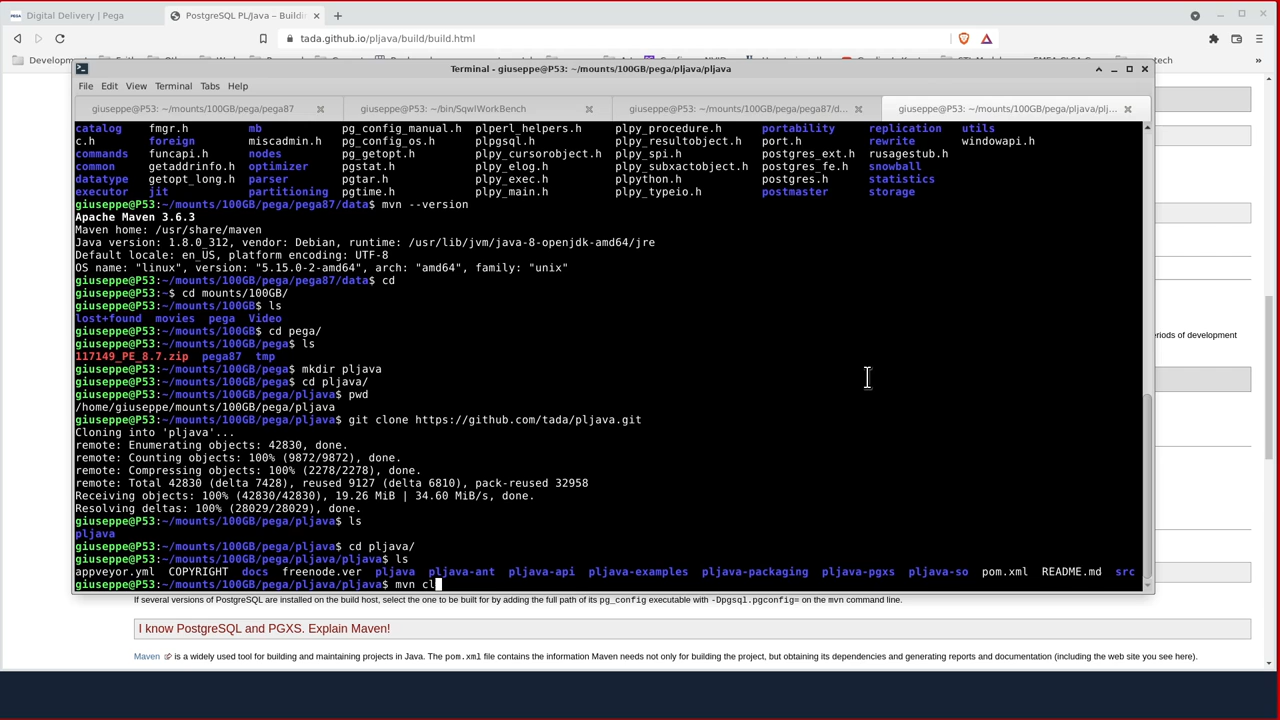 Digital Delivery | Pega
PostgreSQL PL/Java – Buildi
tada.github.io/pljava/build/build.html
Terminal - giuseppe@P53: ~/mounts/100GB/pega/pljava/pljava
File Edit View Terminal Tabs Help
giuseppe@P53: ~/mounts/100GB/pega/pega87
giuseppe@P53: ~/bin/SqwlWorkBench
giuseppe@P53: ~/mounts/100GB/pega/pega87/d...
giuseppe@P53: ~/mounts/100GB/pega/pljava/plj...
catalog fmgr.h mb pg_config_manual.h plperl_helpers.h plpy_procedure.h portability replication utils
c.h foreign miscadmin.h pg_config_os.h plpgsql.h plpy_resultobject.h port.h rewrite windowapi.h
commands funcapi.h nodes pg_getopt.h plpy_cursorobject.h plpy_spi.h postgres_ext.h rusagestub.h
common getaddrinfo.h optimizer pgstat.h plpy_elog.h plpy_subxactobject.h postgres_fe.h snowball
datatype getopt_long.h parser pgtar.h plpy_exec.h plpython.h postgres.h statistics
executor jit partitioning pgtime.h plpy_main.h plpy_typeio.h postmaster storage
giuseppe@P53:~/mounts/100GB/pega/pega87/data$ mvn --version
Apache Maven 3.6.3
Maven home: /usr/share/maven
Java version: 1.8.0_312, vendor: Debian, runtime: /usr/lib/jvm/java-8-openjdk-amd64/jre
Default locale: en_US, platform encoding: UTF-8
OS name: "linux", version: "5.15.0-2-amd64", arch: "amd64", family: "unix"
giuseppe@P53:~/mounts/100GB/pega/pega87/data$ cd
giuseppe@P53:~$ cd mounts/100GB/
giuseppe@P53:~/mounts/100GB$ ls
lost+found movies pega Video
giuseppe@P53:~/mounts/100GB$ cd pega/
giuseppe@P53:~/mounts/100GB/pega$ ls
117149_PE_8.7.zip pega87 tmp
giuseppe@P53:~/mounts/100GB/pega$ mkdir pljava
giuseppe@P53:~/mounts/100GB/pega$ cd pljava/
giuseppe@P53:~/mounts/100GB/pega/pljava$ pwd
/home/giuseppe/mounts/100GB/pega/pljava
giuseppe@P53:~/mounts/100GB/pega/pljava$ git clone https://github.com/tada/pljava.git
Cloning into 'pljava'...
remote: Enumerating objects: 42830, done.
remote: Counting objects: 100% (9872/9872), done.
remote: Compressing objects: 100% (2278/2278), done.
remote: Total 42830 (delta 7428), reused 9127 (delta 6810), pack-reused 32958
Receiving objects: 100% (42830/42830), 19.26 MiB | 34.60 MiB/s, done.
Resolving deltas: 100% (28029/28029), done.
giuseppe@P53:~/mounts/100GB/pega/pljava$ ls
pljava
giuseppe@P53:~/mounts/100GB/pega/pljava$ cd pljava/
giuseppe@P53:~/mounts/100GB/pega/pljava/pljava$ ls
appveyor.yml COPYRIGHT docs freenode.ver pljava pljava-ant pljava-api pljava-examples pljava-packaging pljava-pgxs pljava-so pom.xml README.md src
giuseppe@P53:~/mounts/100GB/pega/pljava/pljava$ mvn cl
eriods of development
If several versions of PostgreSQL are installed on the build host, select the one to be built for by adding the full path of its pg_config executable with -Dpgsql.pgconfig= on the mvn command line.
I know PostgreSQL and PGXS. Explain Maven!
Maven is a widely used tool for building and maintaining projects in Java. The pom.xml file contains the information Maven needs not only for building the project, but obtaining its dependencies and generating reports and documentation (including the web site you see here).